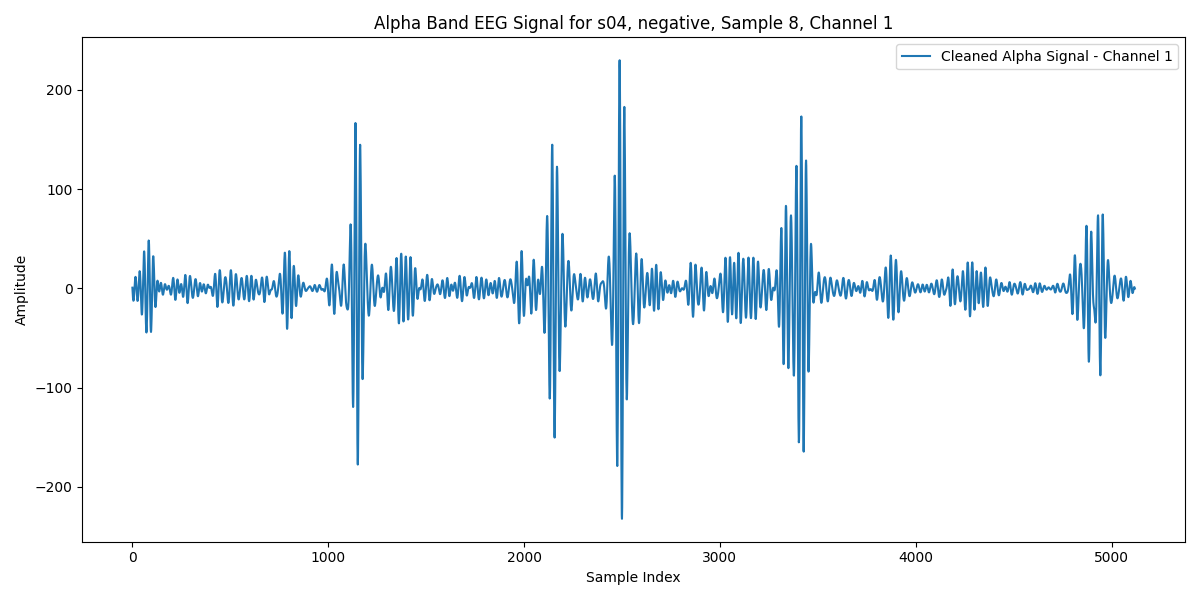 Alpha Band EEG Signal for s04, negative, Sample 8, Channel 1
Cleaned Alpha Signal - Channel 1
Amplitude
200
100
0
−100
−200
0 1000 2000 3000 4000 5000
Sample Index